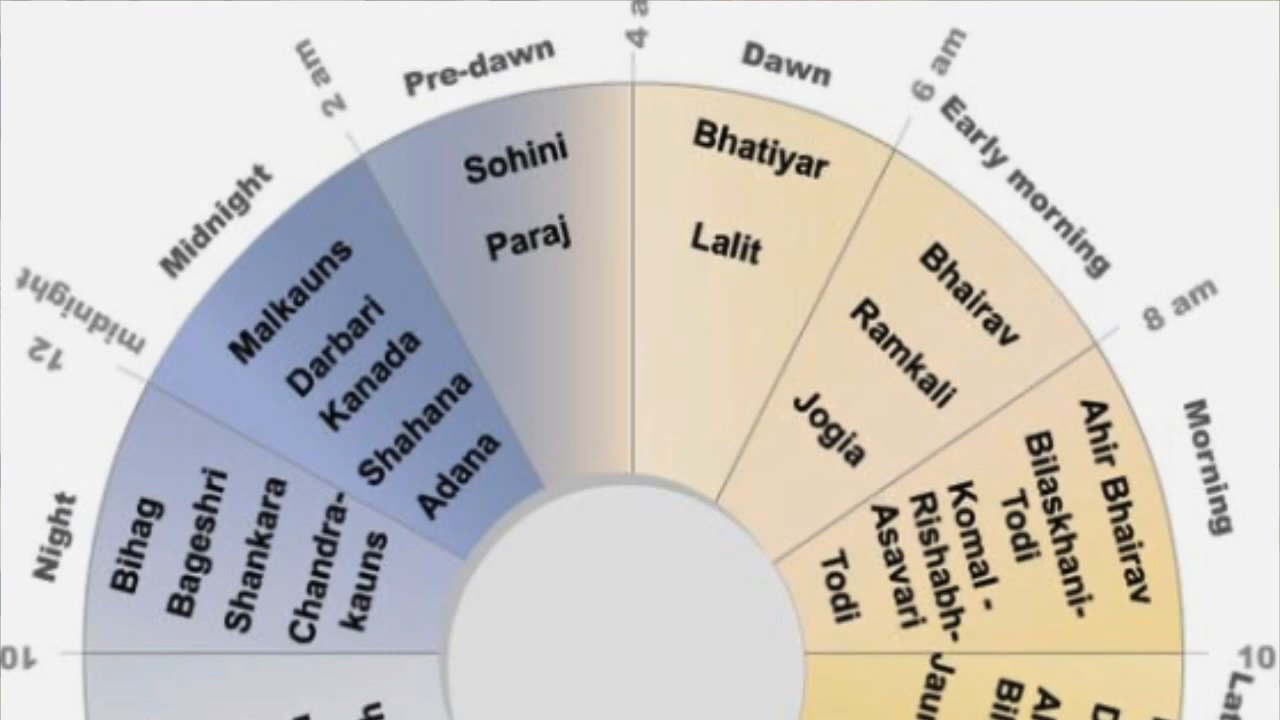 Night
Bihag
Bageshri
Shankara
Chandra-
kauns
12
midnight
Midnight
Malkauns
Darbari
Kanada
Shahana
Adana
2 am
Pre-dawn
Sohini
Paraj
4 a
Dawn
Bhatiyar
Lalit
6 am
Early morning
Bhairav
Ramkali
Jogia
8 am
Morning
Ahir Bhairav
Bilaskhani-
Todi
Komal -
Rishabh-
Asavari
Todi
10
10